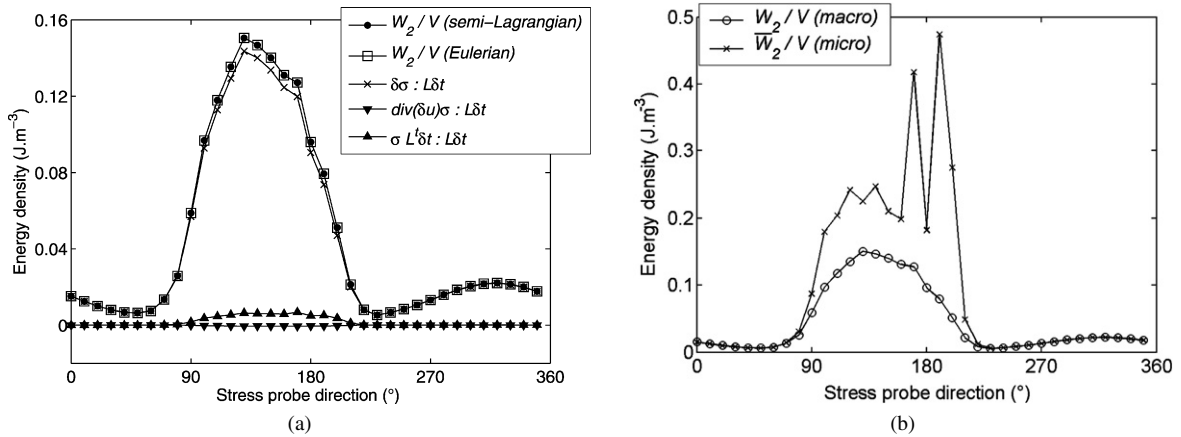 0.16
0.12
0.08
0.04
0
Energy density (J.m⁻³)
0 90 180 270 360
Stress probe direction (°)
W₂ / V (semi−Lagrangian)
W₂ / V (Eulerian)
δσ : Lδt
div(δu)σ : Lδt
σ Lᵗδt : Lδt
(a)
0.5
0.4
0.3
0.2
0.1
0
Energy density (J.m⁻³)
0 90 180 270 360
Stress probe direction (°)
W₂ / V (macro)
W̅₂ / V (micro)
(b)